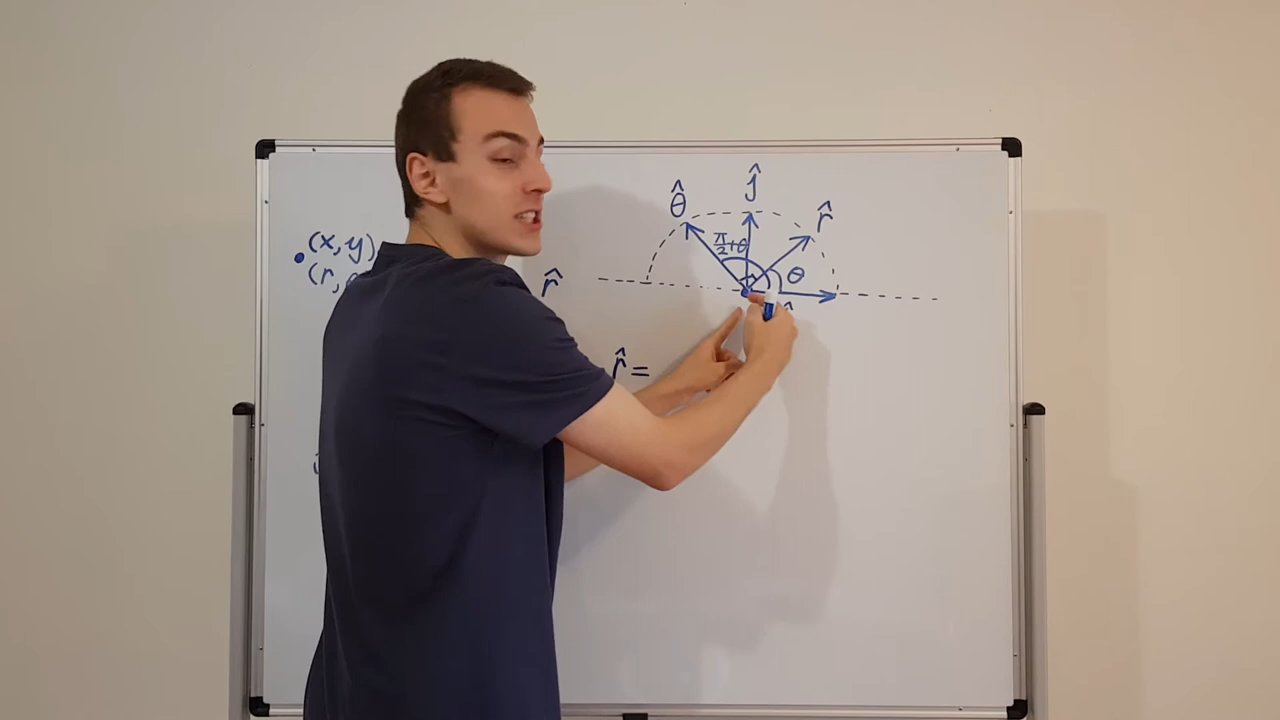 (x, y)
(r,
r̂
θ̂
ĵ
r̂
π/2+θ
θ
r̂ =